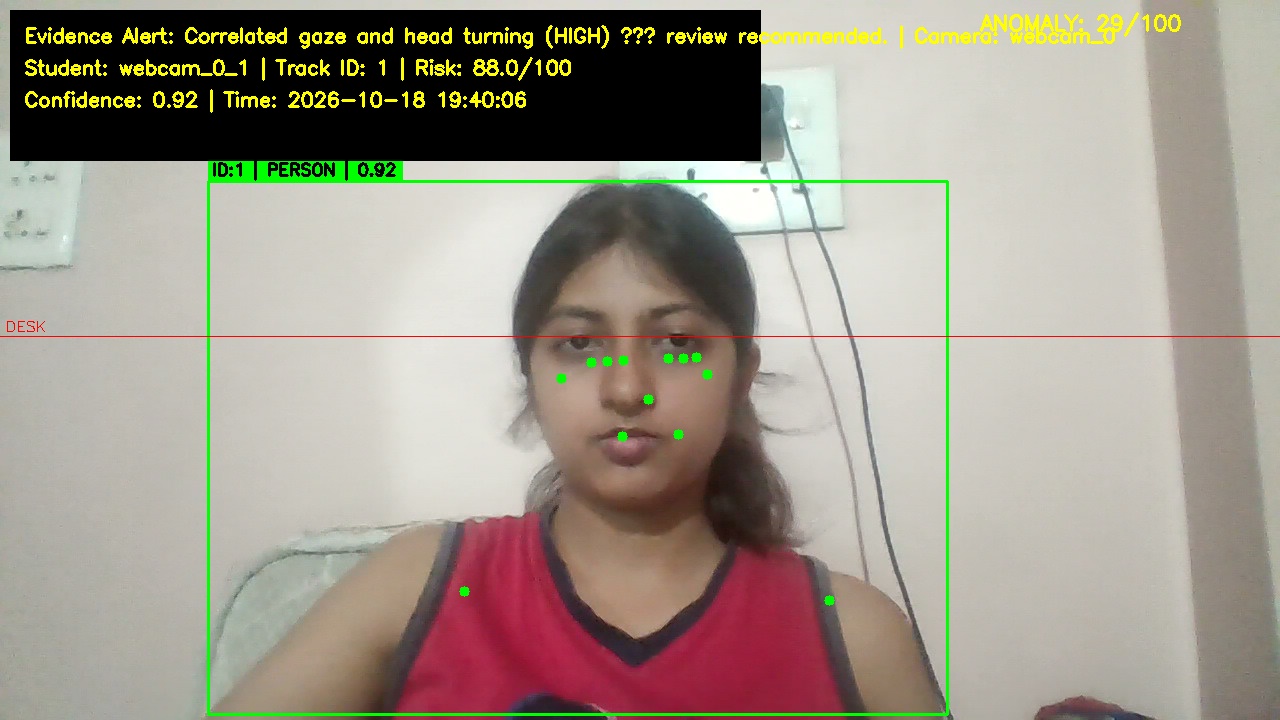 Evidence Alert: Correlated gaze and head turning (HIGH) ??? review recommended. | Camera: webcam_0
ANOMALY: 29/100
Student: webcam_0_1 | Track ID: 1 | Risk: 88.0/100
Confidence: 0.92 | Time: 2026-10-18 19:40:06
ID:1 | PERSON | 0.92
DESK